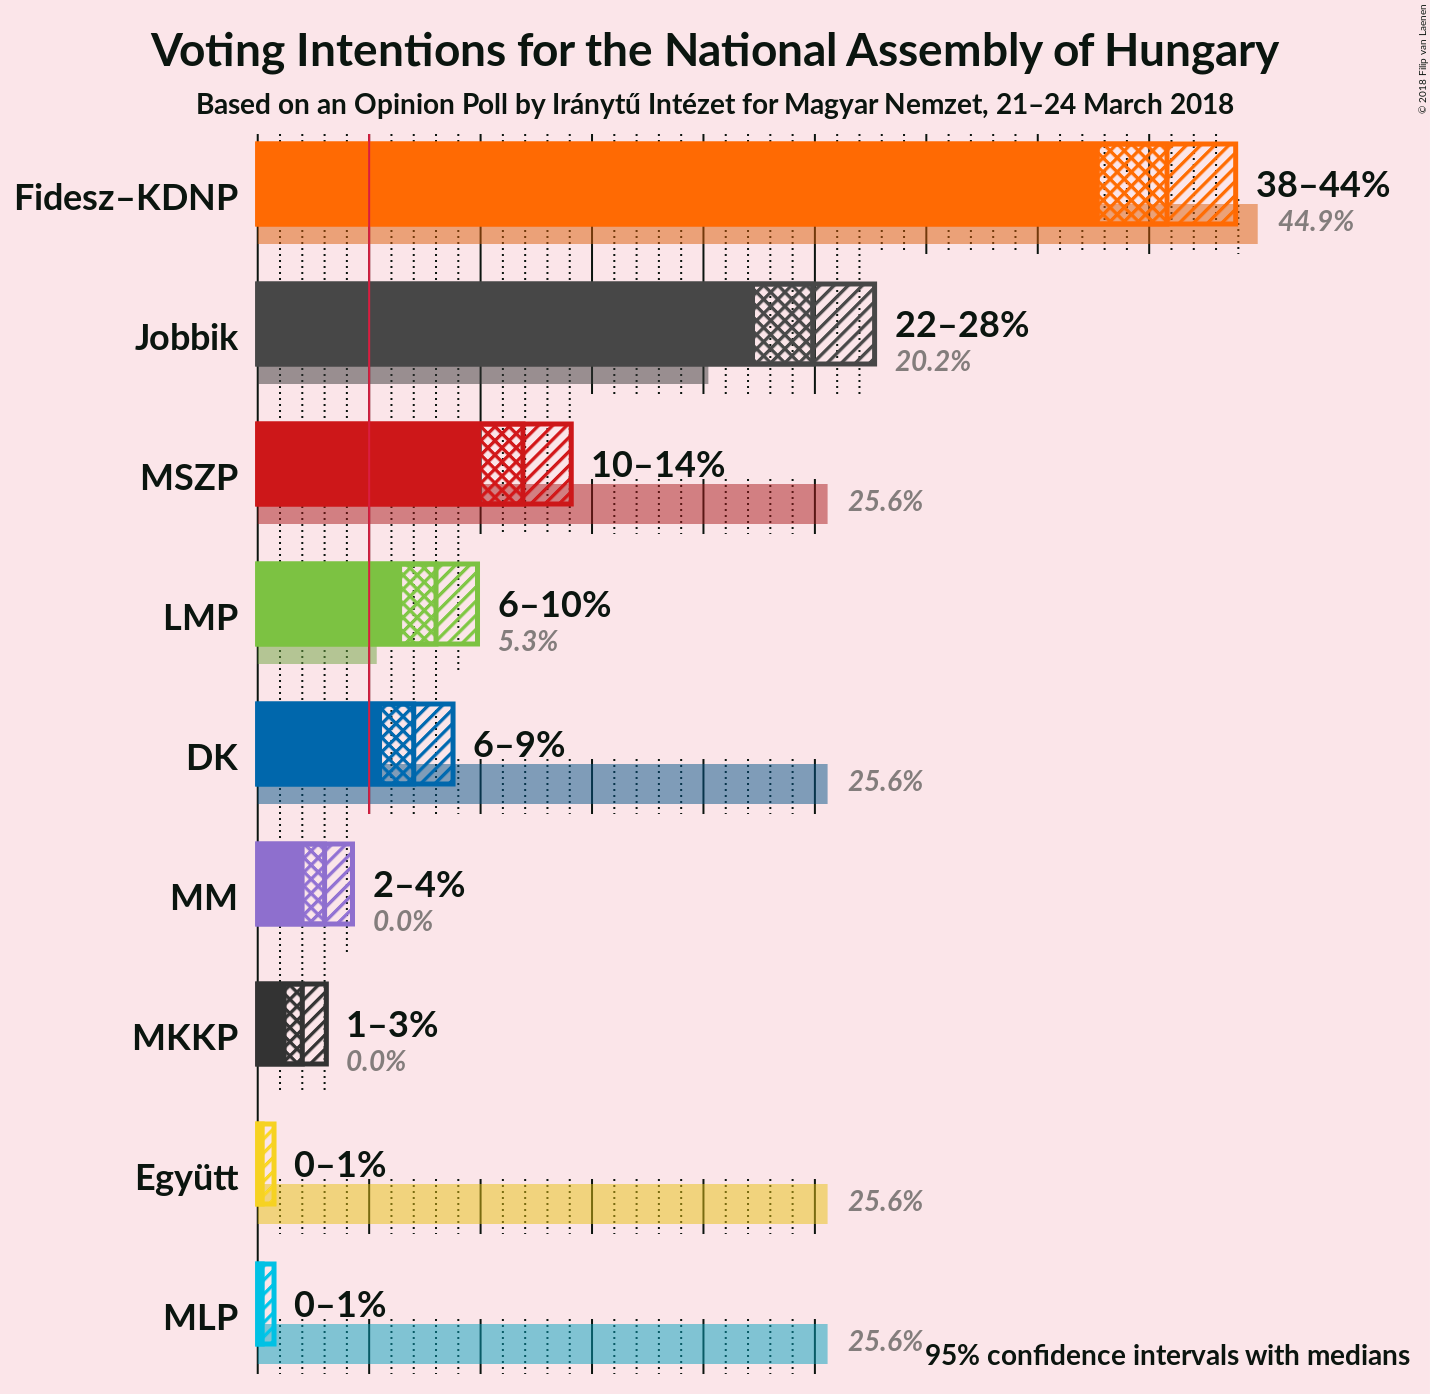 Voting Intentions for the National Assembly of Hungary
Based on an Opinion Poll by Iránytű Intézet for Magyar Nemzet, 21–24 March 2018
© 2018 Filip van Laenen
Fidesz–KDNP
38–44%
44.9%
Jobbik
22–28%
20.2%
MSZP
10–14%
25.6%
LMP
6–10%
5.3%
DK
6–9%
25.6%
MM
2–4%
0.0%
MKKP
1–3%
0.0%
Együtt
0–1%
25.6%
MLP
0–1%
25.6%
95% confidence intervals with medians